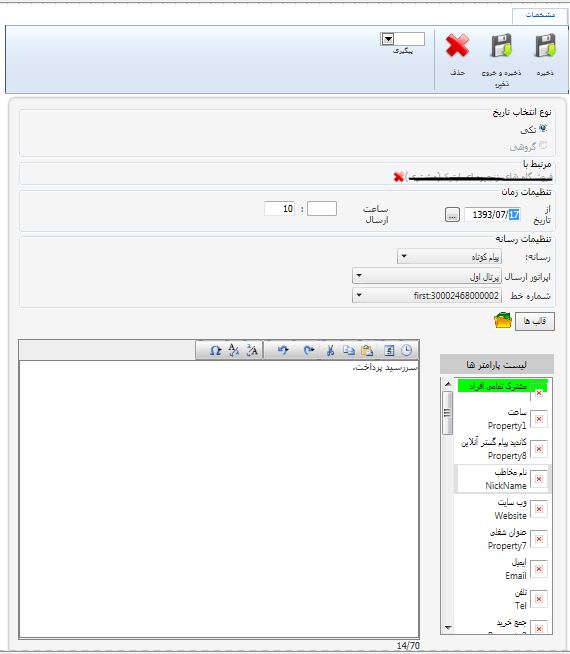 مشخصات
ذخیره
ذخیره و خروج
حذف
پیگیری
نوع انتخاب تاریخ
تکی
گروهی
مرتبط با
تنظیمات زمان
از تاریخ
1393/07/17
...
ساعت ارسال
: 10
تنظیمات رسانه
رسانه:
پیام کوتاه
اپراتور ارسال
پرتال اول
شماره خط
first:30002468000002
قالب ها
سررسید پرداخت.
14/70
لیست پارامتر ها
مشترک تمامی افراد
ساعت
Property1
کاندید پیام گستر آنلاین
Property8
نام مخاطب
NickName
وب سایت
Website
عنوان شغلی
Property7
ایمیل
Email
تلفن
Tel
جمع خرید